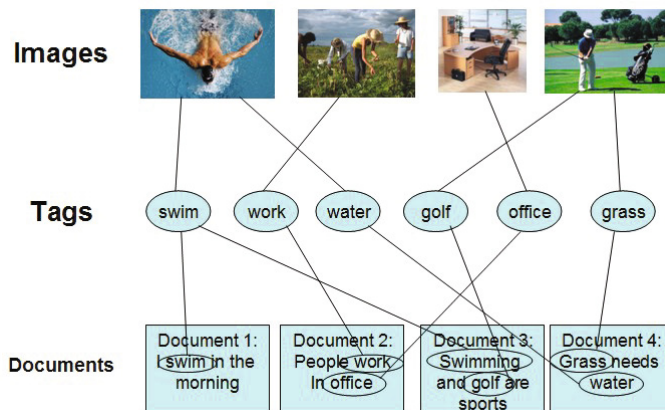 Images
Tags
swim
work
water
golf
office
grass
Documents
Document 1:
I swim in the
morning
Document 2:
People work
In office
Document 3:
Swimming
and golf are
sports
Document 4:
Grass needs
water